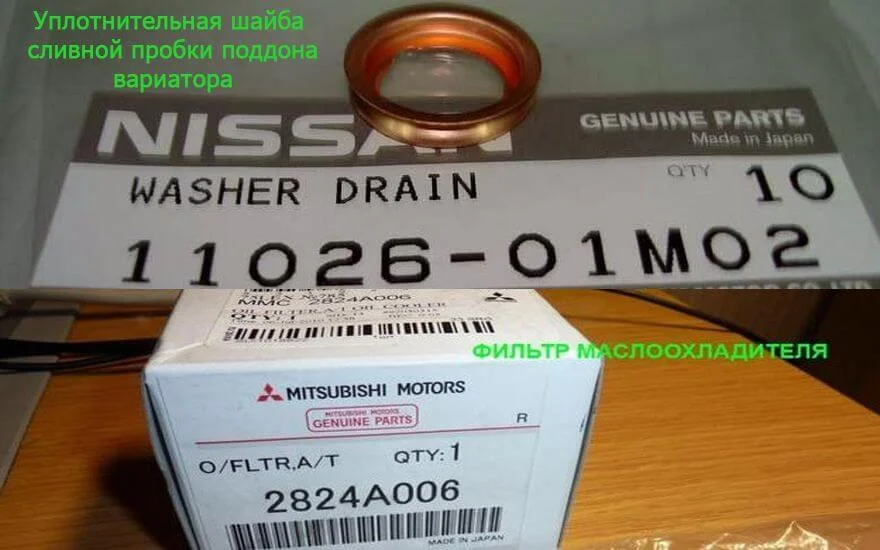 Уплотнительная шайба
сливной пробки поддона
вариатора
NISSAN
GENUINE PARTS
Made in Japan
WASHER DRAIN
Q'TY 10
11026-01M02
MMC 2824A006
OIL FILTER,A/T OIL COOLER
QTY: 1
ФИЛЬТР МАСЛООХЛАДИТЕЛЯ
MITSUBISHI MOTORS
MITSUBISHI MOTORS
GENUINE PARTS
R
O/FLTR,A/T QTY: 1
2824A006
MADE IN JAPAN